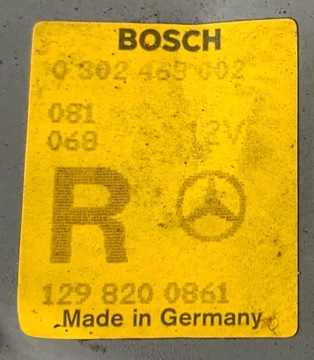 BOSCH
0 302 463 002
081
068 12V
R
129 820 0861
Made in Germany